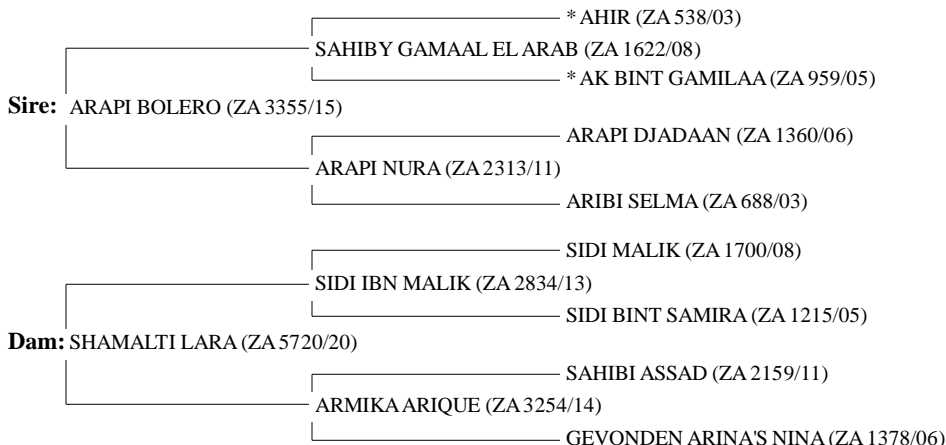 * AHIR (ZA 538/03)
SAHIBY GAMAAL EL ARAB (ZA 1622/08)
* AK BINT GAMILAA (ZA 959/05)
Sire: ARAPI BOLERO (ZA 3355/15)
ARAPI DJADAAN (ZA 1360/06)
ARAPI NURA (ZA 2313/11)
ARIBI SELMA (ZA 688/03)
SIDI MALIK (ZA 1700/08)
SIDI IBN MALIK (ZA 2834/13)
SIDI BINT SAMIRA (ZA 1215/05)
Dam: SHAMALTI LARA (ZA 5720/20)
SAHIBI ASSAD (ZA 2159/11)
ARMIKA ARIQUE (ZA 3254/14)
GEVONDEN ARINA'S NINA (ZA 1378/06)